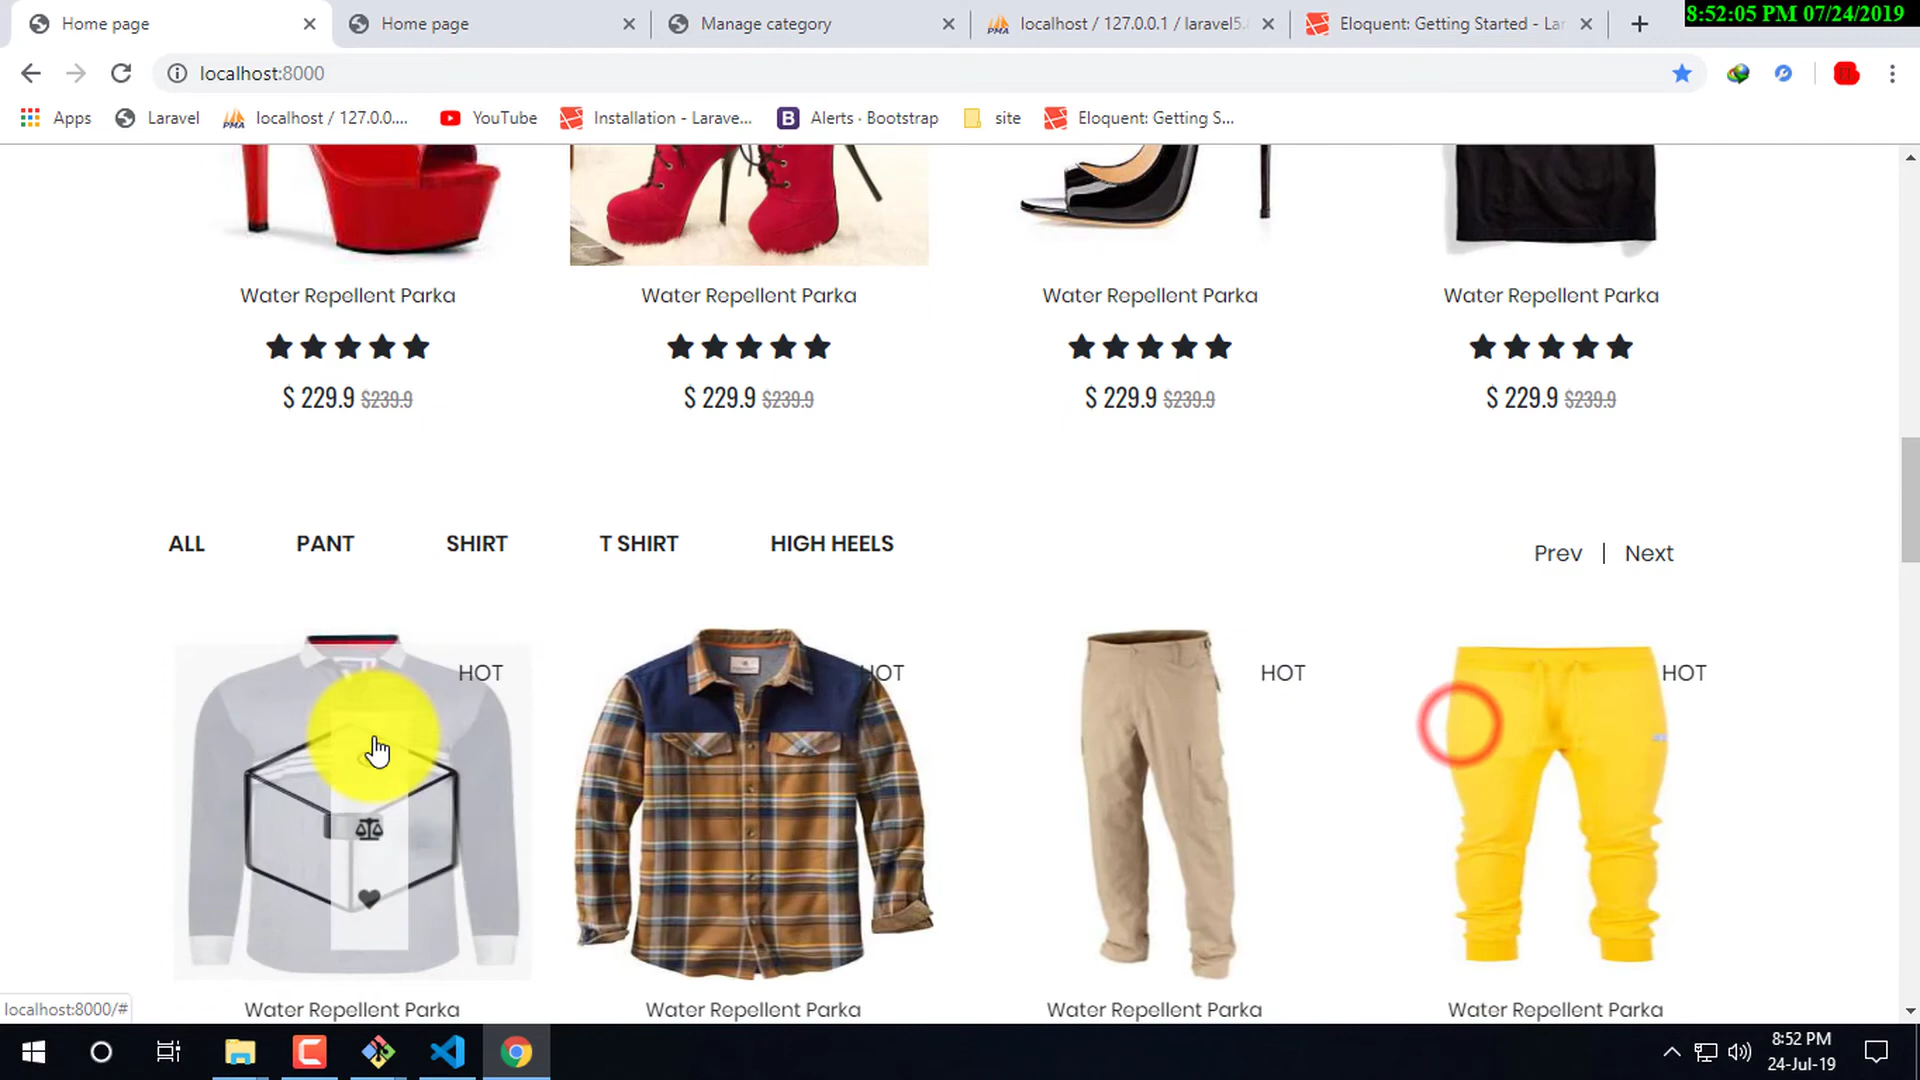 Home page
Home page
Manage category
localhost / 127.0.0.1 / laravel5.
Eloquent: Getting Started - Lar
8:52:05 PM 07/24/2019
localhost:8000
Apps
Laravel
localhost / 127.0.0....
YouTube
Installation - Larave...
Alerts · Bootstrap
site
Eloquent: Getting S...
Water Repellent Parka
Water Repellent Parka
Water Repellent Parka
Water Repellent Parka
$ 229.9 $239.9
$ 229.9 $239.9
$ 229.9 $239.9
$ 229.9 $239.9
ALL
PANT
SHIRT
T SHIRT
HIGH HEELS
Prev | Next
HOT
HOT
HOT
HOT
Water Repellent Parka
Water Repellent Parka
Water Repellent Parka
Water Repellent Parka
localhost:8000/#
8:52 PM
24-Jul-19